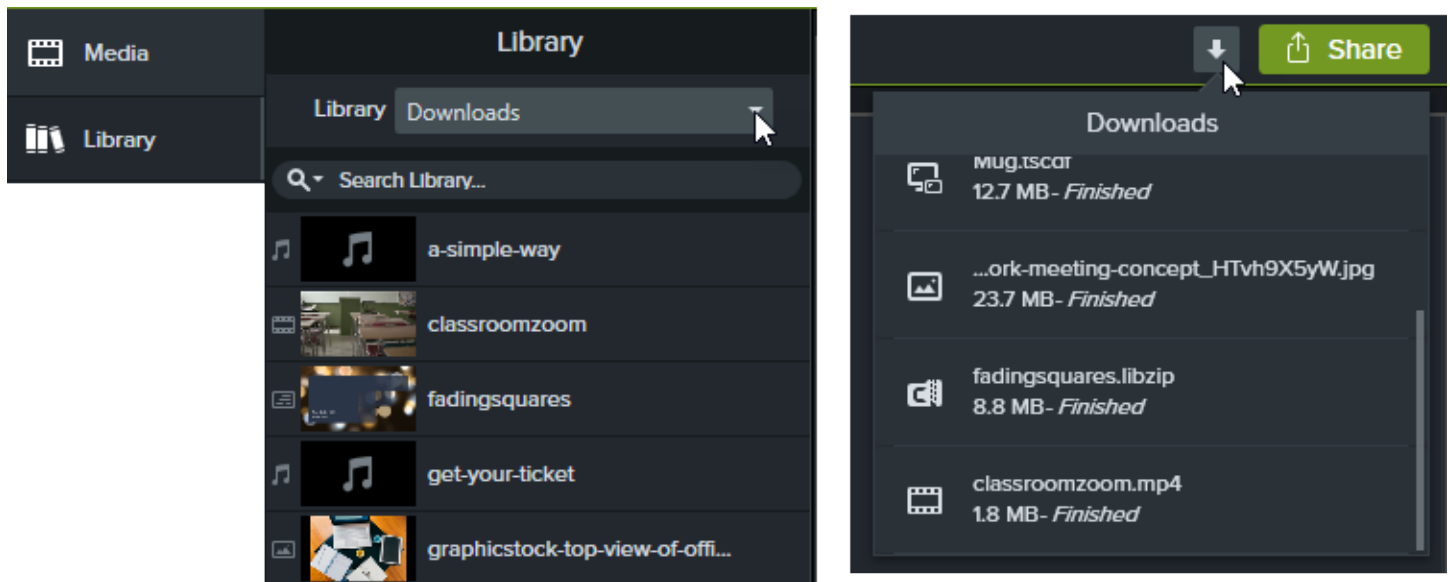 Media
Library
Library
Library Downloads
Search Library...
a-simple-way
classroomzoom
fadingsquares
get-your-ticket
graphicstock-top-view-of-offi...
Share
Downloads
Mug.tscdf
12.7 MB- Finished
...ork-meeting-concept_HTvh9X5yW.jpg
23.7 MB- Finished
fadingsquares.libzip
8.8 MB- Finished
classroomzoom.mp4
1.8 MB- Finished